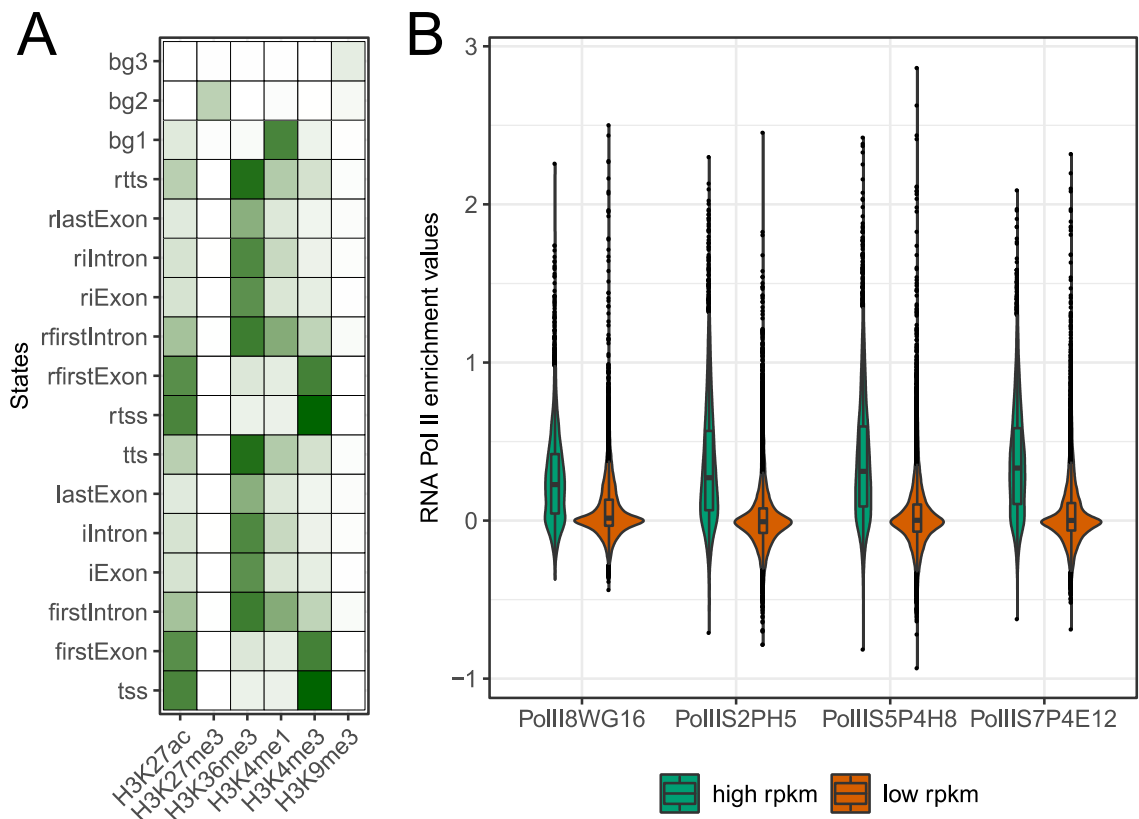 A
States
bg3
bg2
bg1
rtts
rlastExon
riIntron
riExon
rfirstIntron
rfirstExon
rtss
tts
lastExon
iIntron
iExon
firstIntron
firstExon
tss
H3K27ac
H3K27me3
H3K36me3
H3K4me1
H3K4me3
H3K9me3
B
RNA Pol II enrichment values
3
2
1
0
−1
PolII8WG16
PolIIS2PH5
PolIIS5P4H8
PolIIS7P4E12
high rpkm
low rpkm